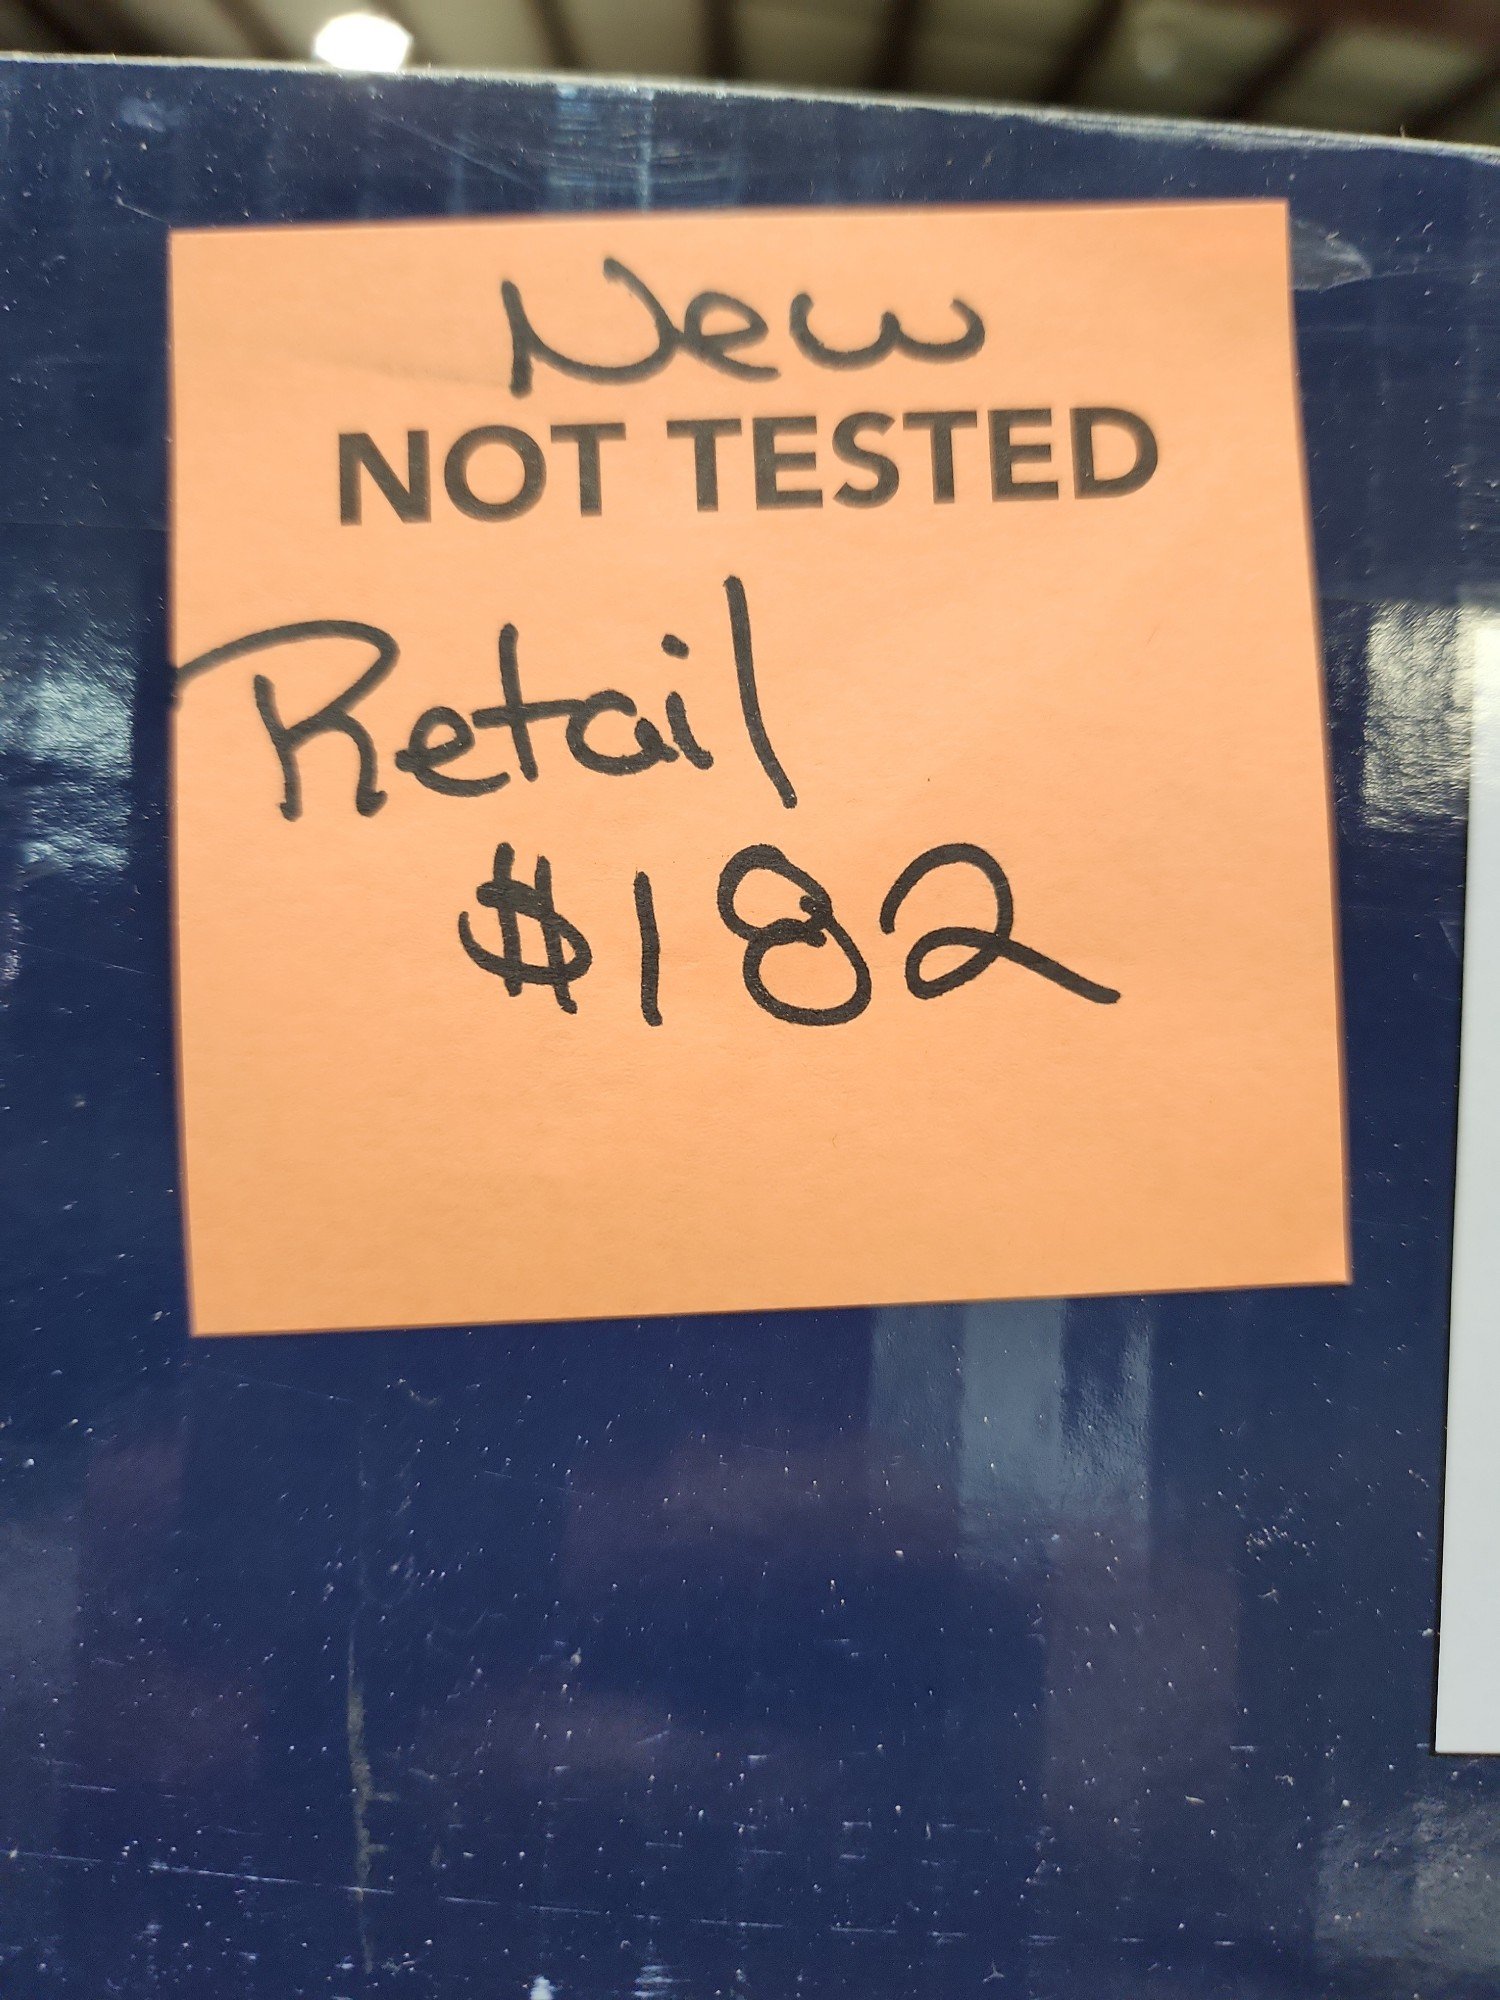 New
NOT TESTED
Retail
$182